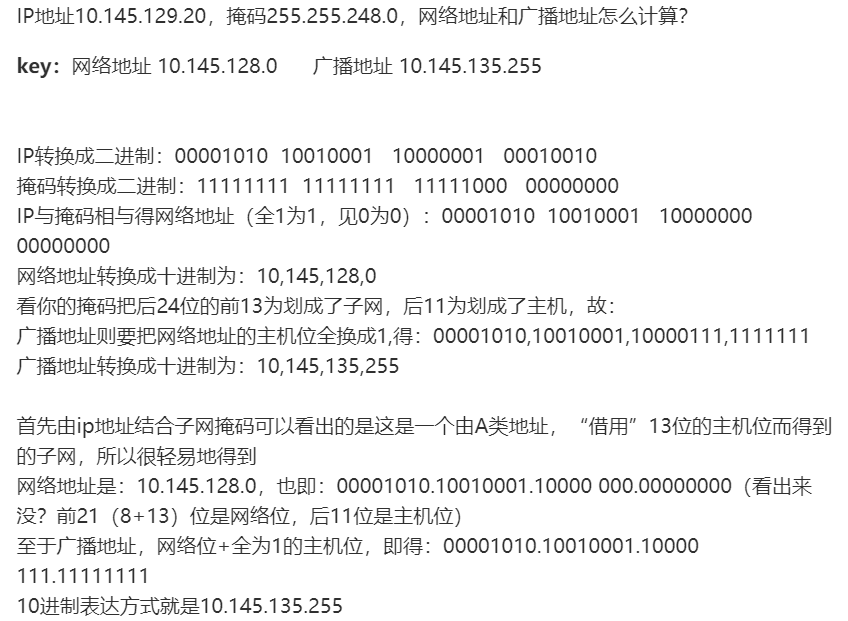 IP地址10.145.129.20，掩码255.255.248.0，网络地址和广播地址怎么计算？
key：网络地址 10.145.128.0 广播地址 10.145.135.255
IP转换成二进制：00001010 10010001 10000001 00010010
掩码转换成二进制：11111111 11111111 11111000 00000000
IP与掩码相与得网络地址（全1为1，见0为0）：00001010 10010001 10000000
00000000
网络地址转换成十进制为：10,145,128,0
看你的掩码把后24位的前13为划成了子网，后11为划成了主机，故：
广播地址则要把网络地址的主机位全换成1,得：00001010,10010001,10000111,1111111
广播地址转换成十进制为：10,145,135,255
首先由ip地址结合子网掩码可以看出的是这是一个由A类地址，“借用”13位的主机位而得到
的子网，所以很轻易地得到
网络地址是：10.145.128.0，也即：00001010.10010001.10000 000.00000000（看出来
没？前21（8+13）位是网络位，后11位是主机位）
至于广播地址，网络位+全为1的主机位，即得：00001010.10010001.10000
111.11111111
10进制表达方式就是10.145.135.255